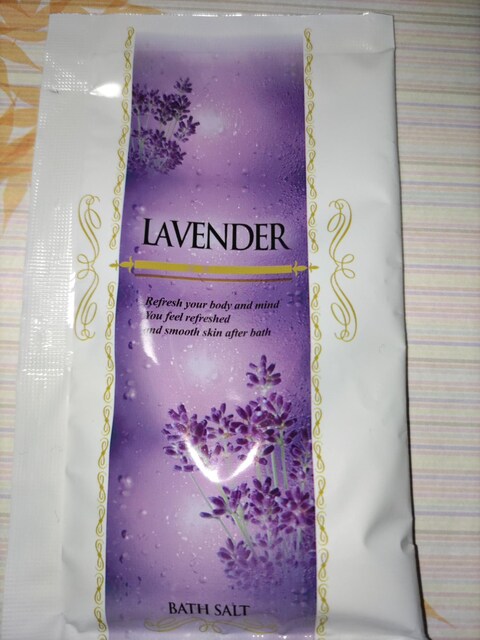 LAVENDER
Refresh your body and mind
You feel refreshed
and smooth skin after bath
BATH SALT